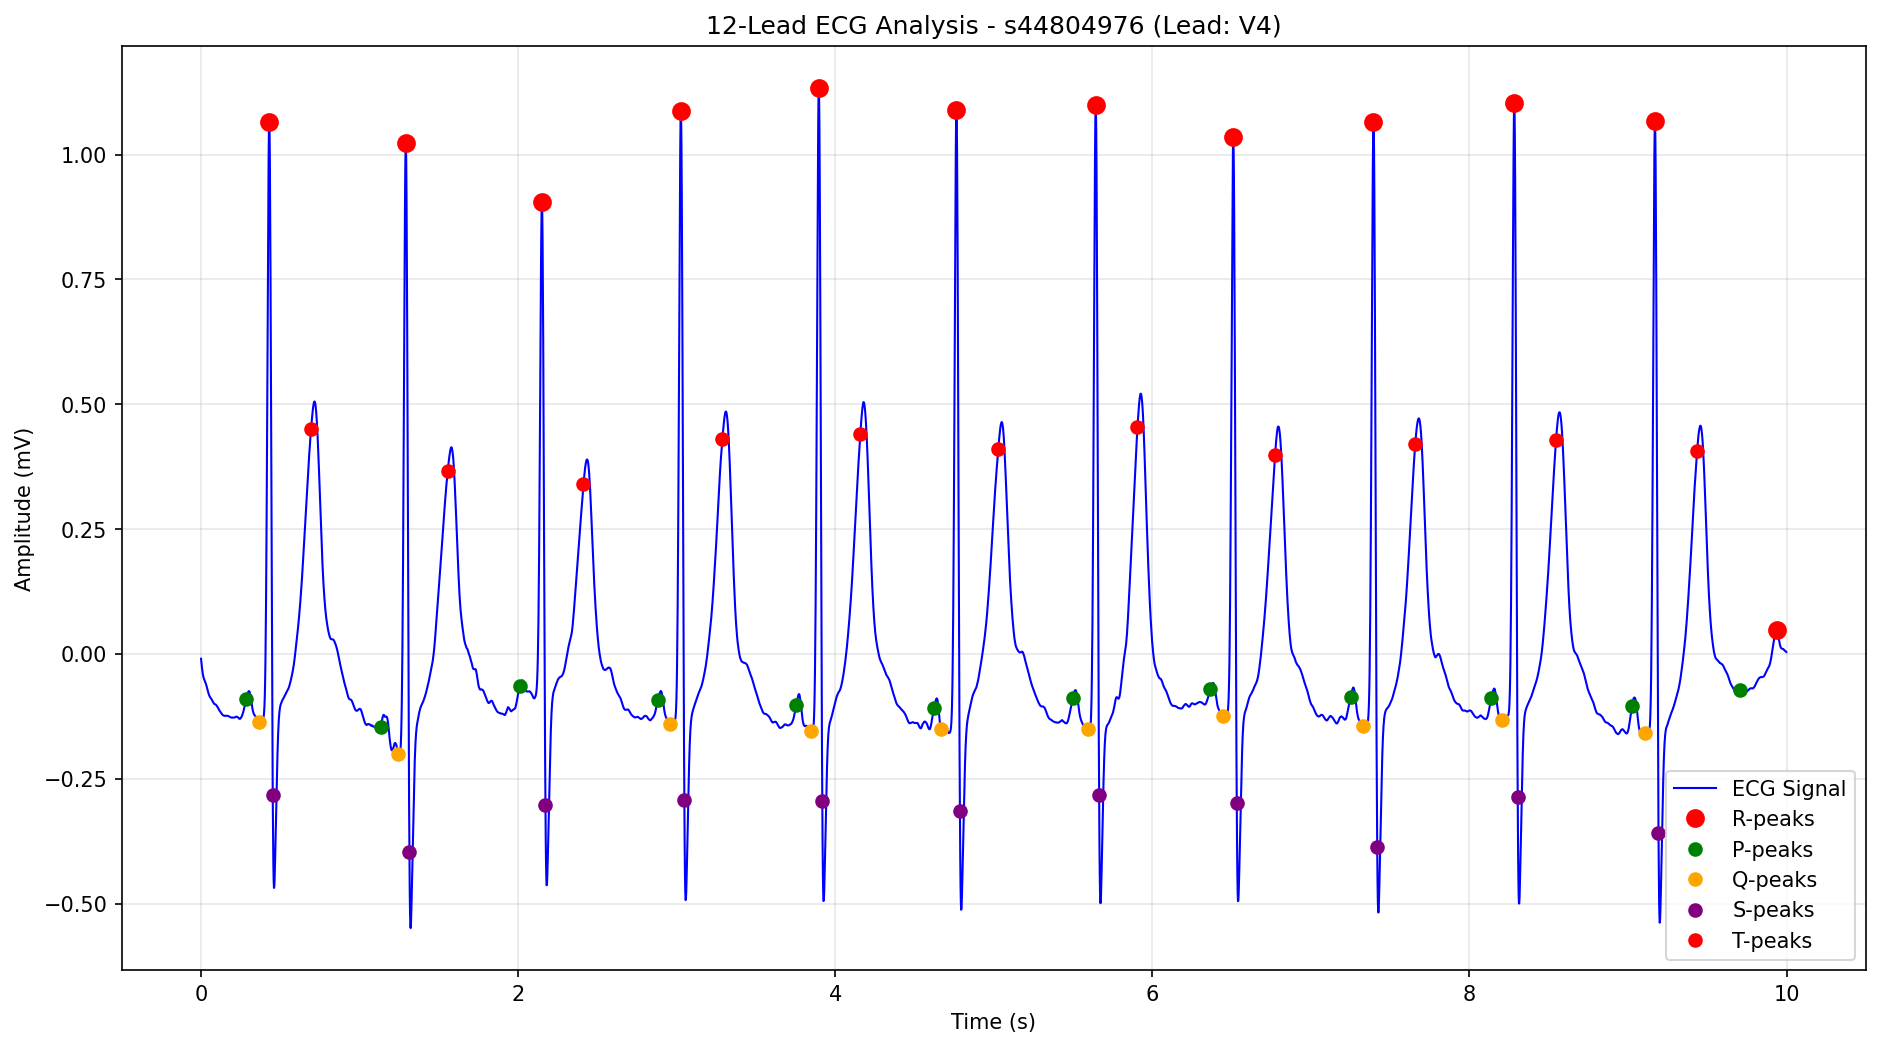 12-Lead ECG Analysis - s44804976 (Lead: V4)
Amplitude (mV)
1.00
0.75
0.50
0.25
0.00
−0.25
−0.50
0 2 4 6 8 10
Time (s)
ECG Signal
R-peaks
P-peaks
Q-peaks
S-peaks
T-peaks